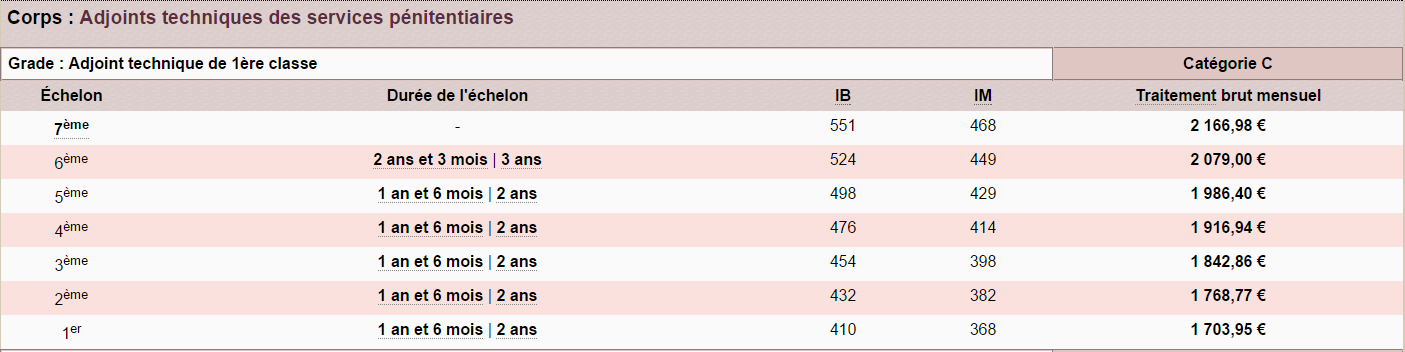 Corps : Adjoints techniques des services pénitentiaires
Grade : Adjoint technique de 1ère classe Catégorie C
Échelon Durée de l'échelon IB IM Traitement brut mensuel
7ème - 551 468 2 166,98 €
6ème 2 ans et 3 mois | 3 ans 524 449 2 079,00 €
5ème 1 an et 6 mois | 2 ans 498 429 1 986,40 €
4ème 1 an et 6 mois | 2 ans 476 414 1 916,94 €
3ème 1 an et 6 mois | 2 ans 454 398 1 842,86 €
2ème 1 an et 6 mois | 2 ans 432 382 1 768,77 €
1er 1 an et 6 mois | 2 ans 410 368 1 703,95 €